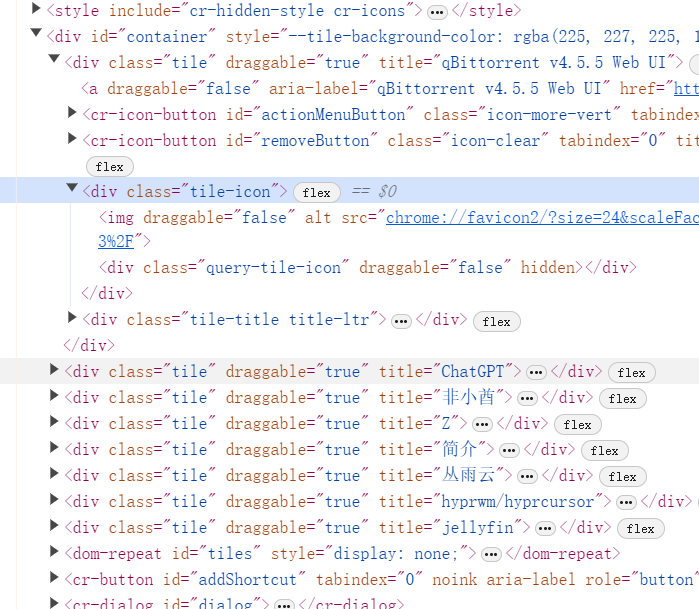 <style include="cr-hidden-style cr-icons"> ••• </style>
<div id="container" style="--tile-background-color: rgba(225, 227, 225, 1
<div class="tile" draggable="true" title="qBittorrent v4.5.5 Web UI">
<a draggable="false" aria-label="qBittorrent v4.5.5 Web UI" href="htt
<cr-icon-button id="actionMenuButton" class="icon-more-vert" tabindex
<cr-icon-button id="removeButton" class="icon-clear" tabindex="0" tit
flex
<div class="tile-icon"> flex == $0
<img draggable="false" alt src="chrome://favicon2/?size=24&scaleFac
3%2F">
<div class="query-tile-icon" draggable="false" hidden></div>
</div>
<div class="tile-title title-ltr"> ••• </div> flex
</div>
<div class="tile" draggable="true" title="ChatGPT"> ••• </div> flex
<div class="tile" draggable="true" title="非小酋"> ••• </div> flex
<div class="tile" draggable="true" title="Z"> ••• </div> flex
<div class="tile" draggable="true" title="简介"> ••• </div> flex
<div class="tile" draggable="true" title="丛雨云"> ••• </div> flex
<div class="tile" draggable="true" title="hyprwm/hyprcursor"> ••• </div>
<div class="tile" draggable="true" title="jellyfin"> ••• </div> flex
<dom-repeat id="tiles" style="display: none;"> ••• </dom-repeat>
<cr-button id="addShortcut" tabindex="0" noink aria-label role="button"
<cr-dialog id="dialog"> ••• </cr-dialog>